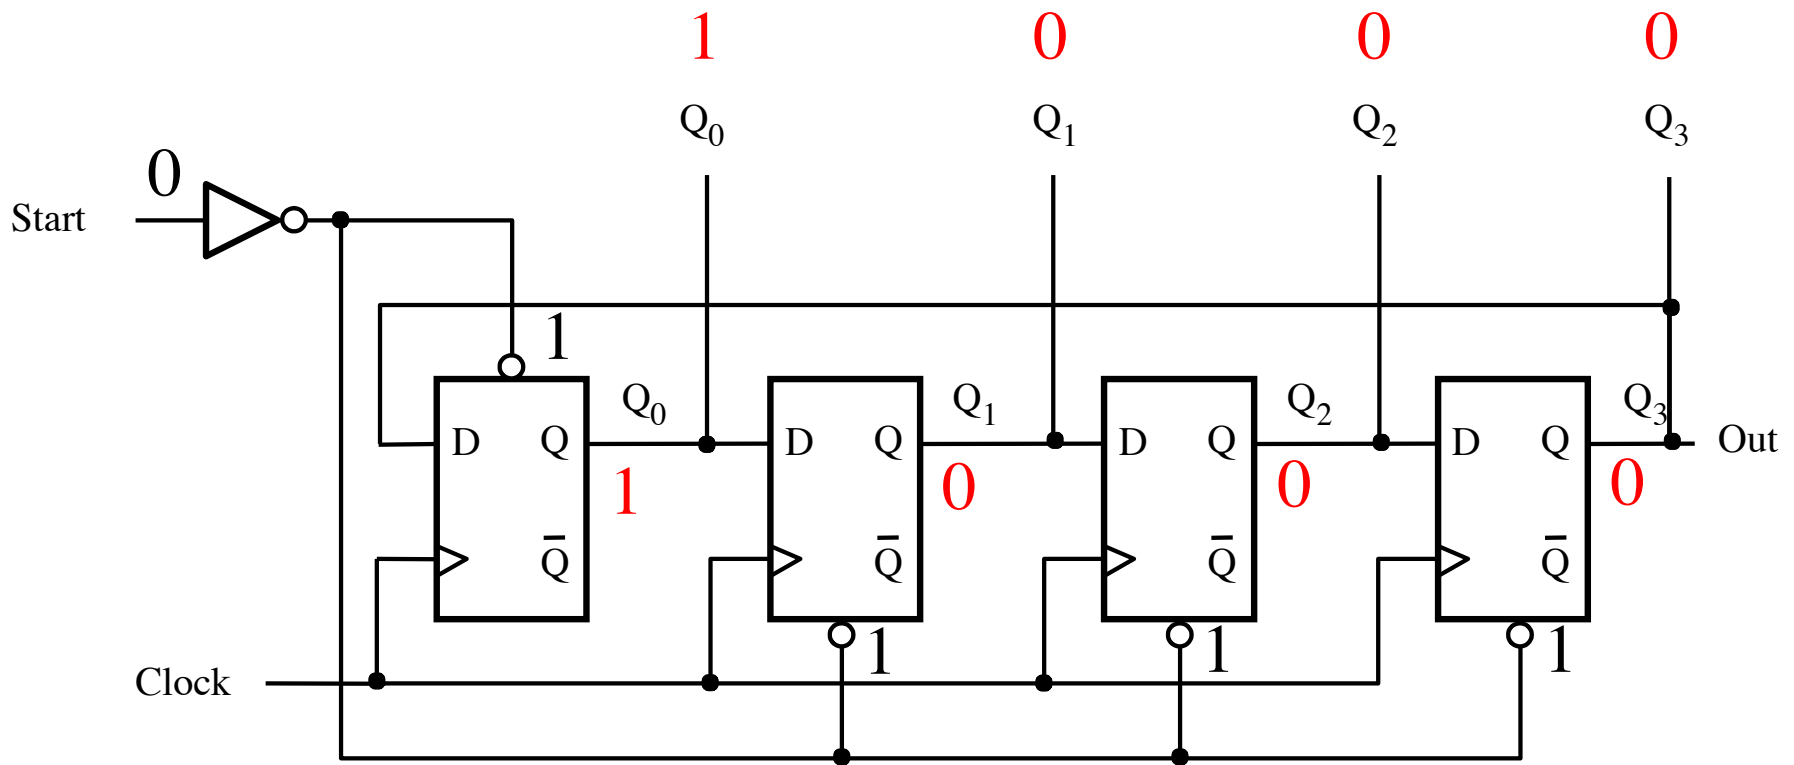 1 0 0 0
Q0 Q1 Q2 Q3
0
Start
1
Q0 Q1 Q2 Q3
D Q D Q D Q D Q Out
1 0 0 0
Q̅ Q̅ Q̅ Q̅
1 1 1
Clock